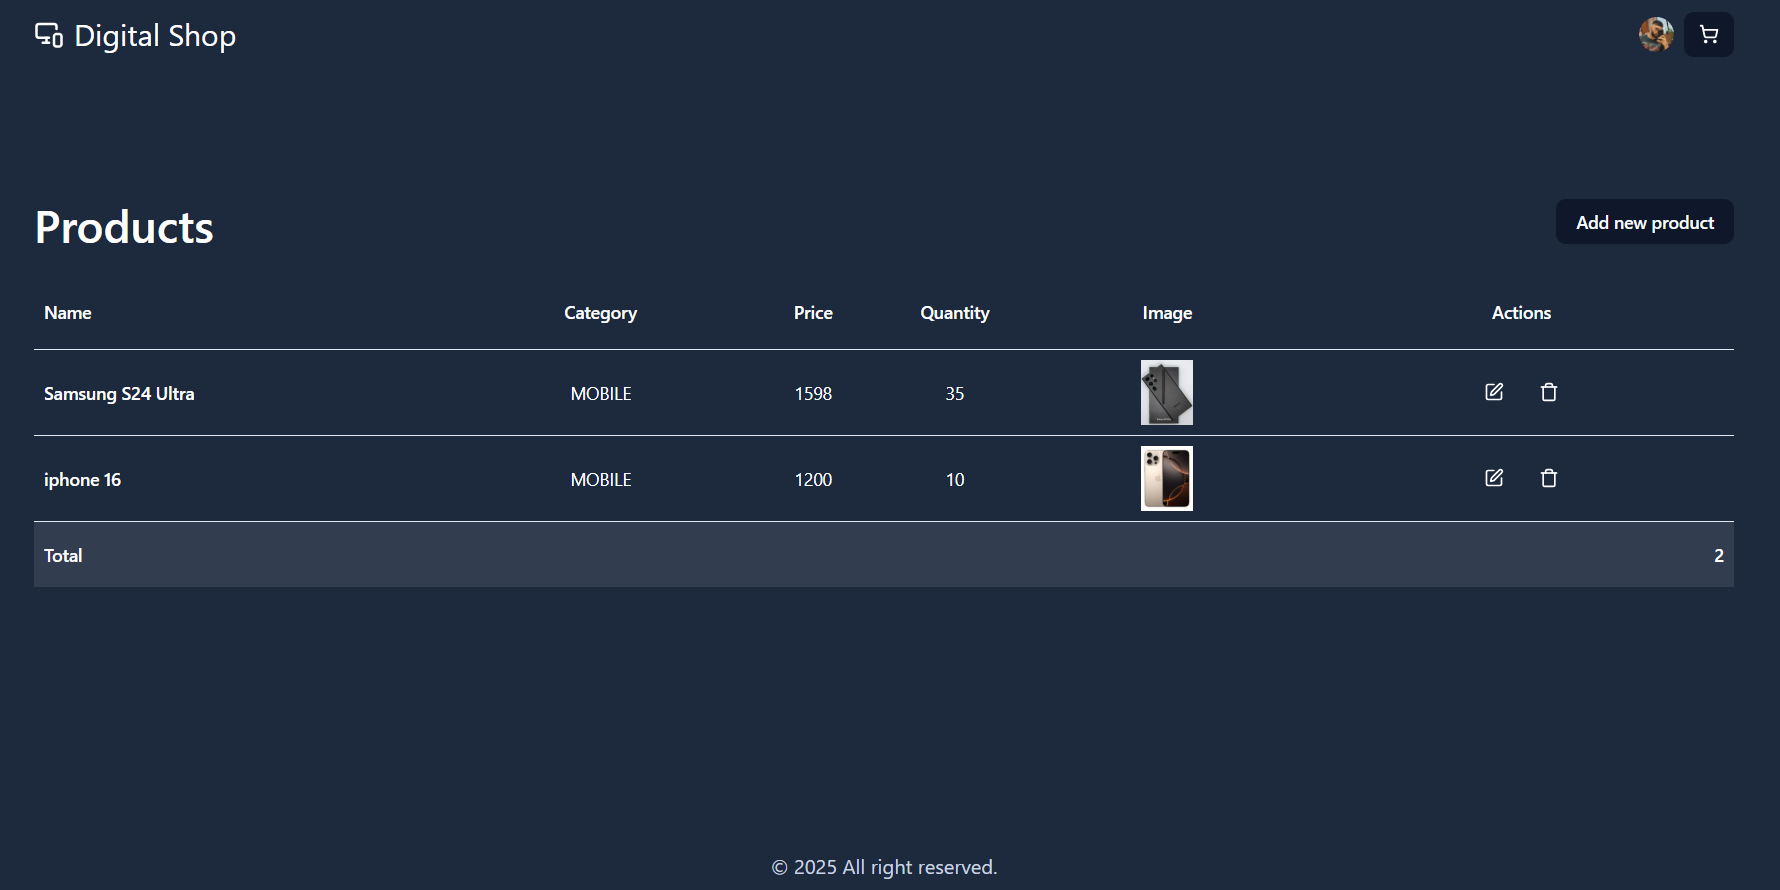 Digital Shop
Products
Add new product
Name Category Price Quantity Image Actions
Samsung S24 Ultra MOBILE 1598 35
iphone 16 MOBILE 1200 10
Total 2
© 2025 All right reserved.